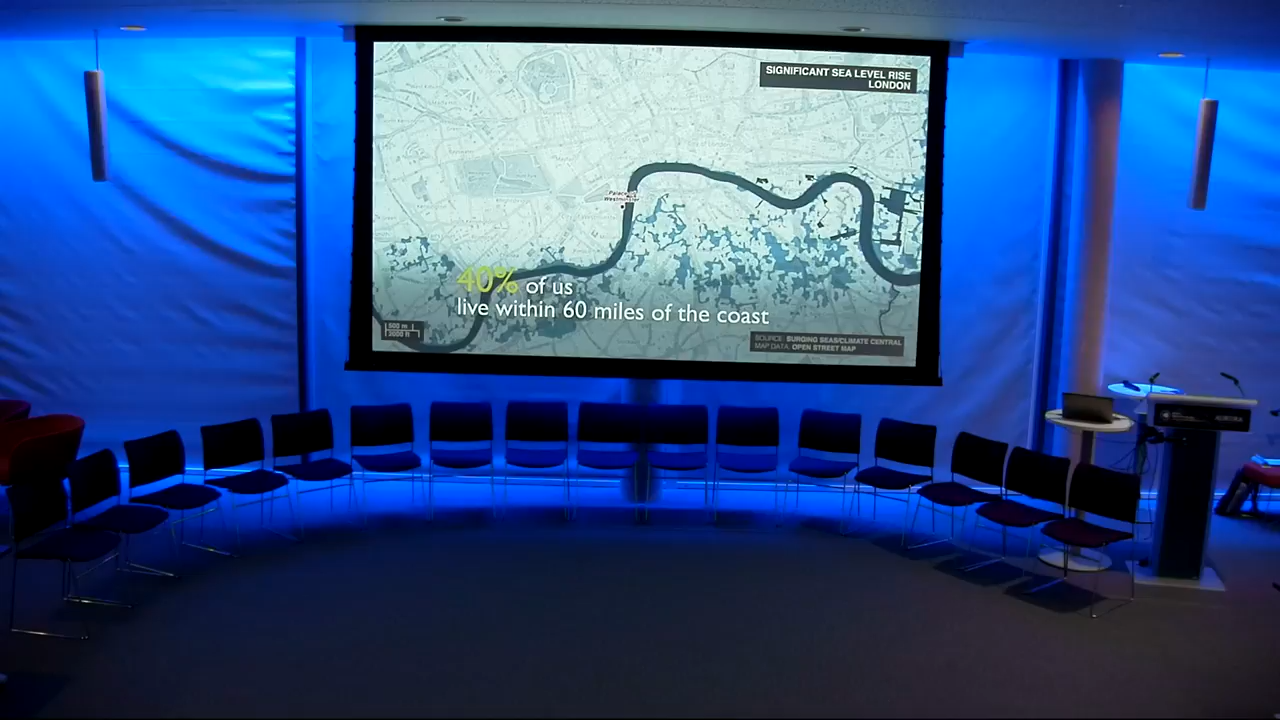 SIGNIFICANT SEA LEVEL RISE
LONDON
Palace of
Westminster
40% of us
live within 60 miles of the coast
500 m
3000 ft
SOURCE: SURGING SEAS/CLIMATE CENTRAL
MAP DATA: OPEN STREET MAP
AURORA